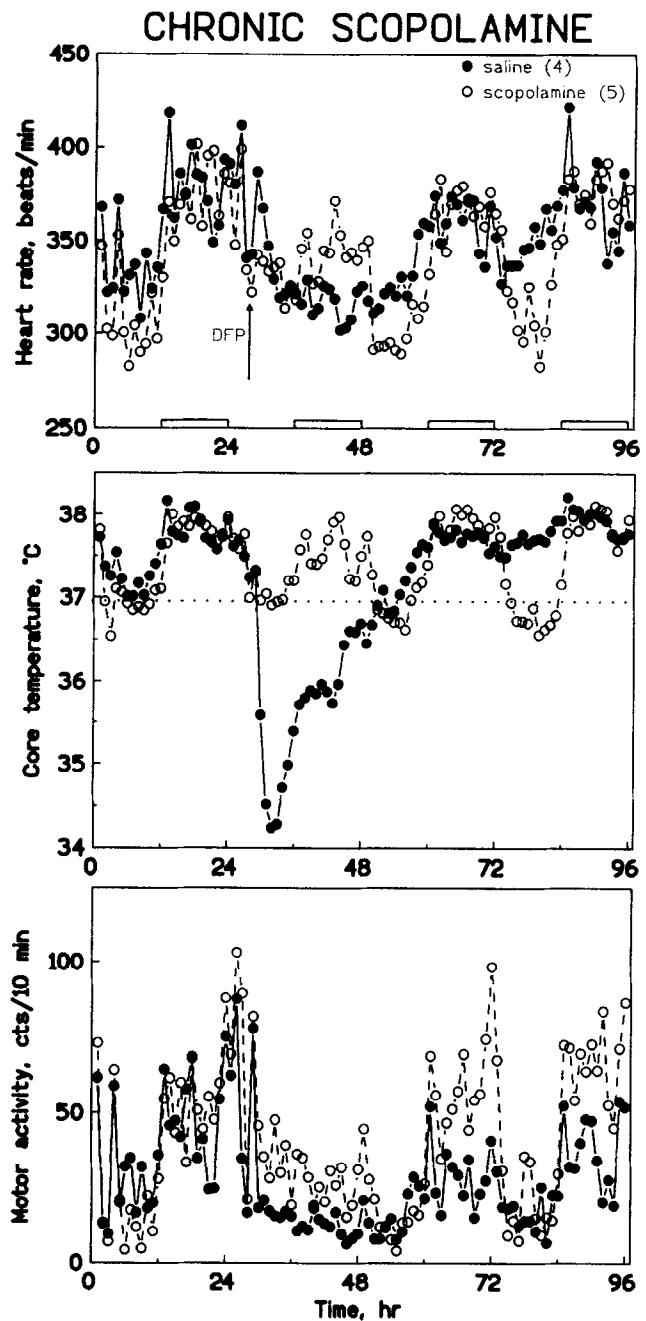 CHRONIC SCOPOLAMINE
450
400
350
300
250
Heart rate, beats/min
saline (4)
scopolamine (5)
DFP
0 24 48 72 96
38
37
36
35
34
Core temperature, °C
0 24 48 72 96
100
50
0
Motor activity, cts/10 min
0 24 48 72 96
Time, hr